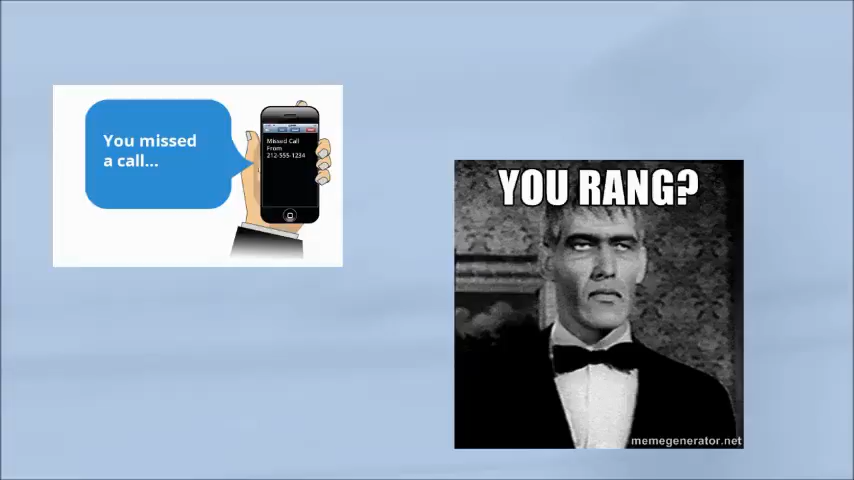 You missed
a call...
Missed Call
From
212-555-1234
YOU RANG?
memegenerator.net